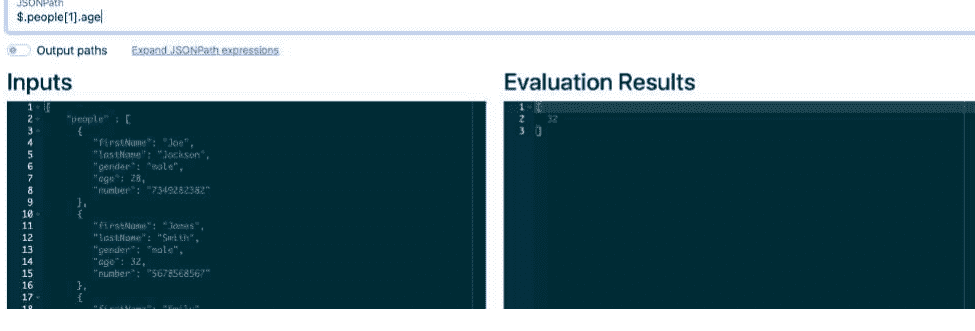 JSONPath
$.people[1].age
Output paths Expand JSONPath expressions
Inputs
Evaluation Results
1 {
2 "people" : [
3 {
4 "firstName": "Joe",
5 "lastName": "Jackson",
6 "gender": "male",
7 "age": 28,
8 "number": "7349282382"
9 },
10 {
11 "firstName": "James",
12 "lastName": "Smith",
13 "gender": "male",
14 "age": 32,
15 "number": "5678568567"
16 },
17 {
18 "firstName": "Emily"
1 [
2 32
3 ]